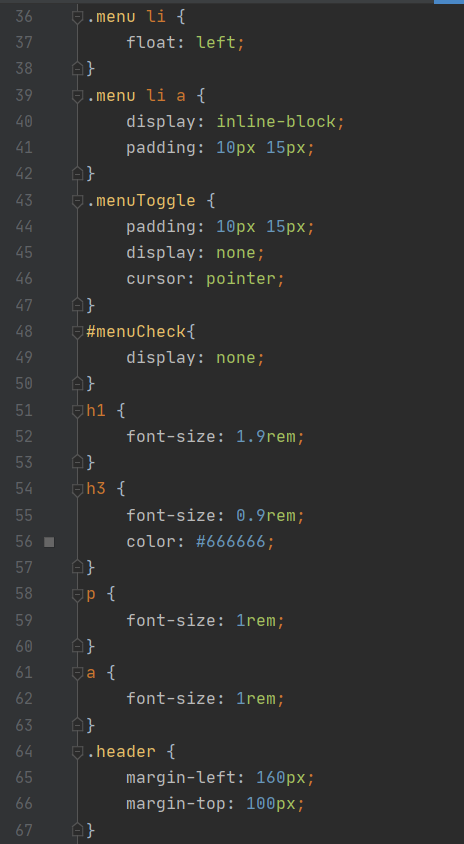 36 .menu li {
37     float: left;
38 }
39 .menu li a {
40     display: inline-block;
41     padding: 10px 15px;
42 }
43 .menuToggle {
44     padding: 10px 15px;
45     display: none;
46     cursor: pointer;
47 }
48 #menuCheck{
49     display: none;
50 }
51 h1 {
52     font-size: 1.9rem;
53 }
54 h3 {
55     font-size: 0.9rem;
56     color: #666666;
57 }
58 p {
59     font-size: 1rem;
60 }
61 a {
62     font-size: 1rem;
63 }
64 .header {
65     margin-left: 160px;
66     margin-top: 100px;
67 }